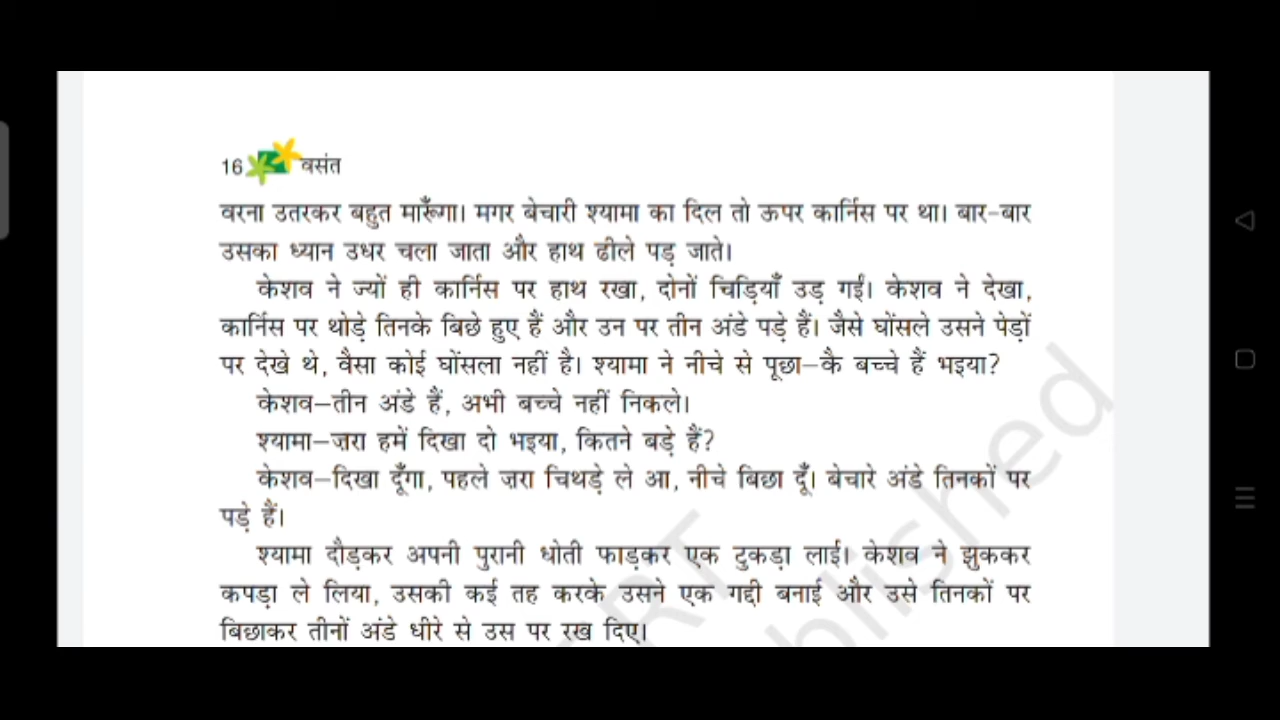 16 वसंत
वरना उतरकर बहुत मारूँगा। मगर बेचारी श्यामा का दिल तो ऊपर कार्निस पर था। बार-बार
उसका ध्यान उधर चला जाता और हाथ ढीले पड़ जाते।
केशव ने ज्यों ही कार्निस पर हाथ रखा, दोनों चिड़ियाँ उड़ गईं। केशव ने देखा,
कार्निस पर थोड़े तिनके बिछे हुए हैं और उन पर तीन अंडे पड़े हैं। जैसे घोंसले उसने पेड़ों
पर देखे थे, वैसा कोई घोंसला नहीं है। श्यामा ने नीचे से पूछा—कै बच्चे हैं भइया?
केशव—तीन अंडे हैं, अभी बच्चे नहीं निकले।
श्यामा—ज़रा हमें दिखा दो भइया, कितने बड़े हैं?
केशव—दिखा दूँगा, पहले ज़रा चिथड़े ले आ, नीचे बिछा दूँ। बेचारे अंडे तिनकों पर
पड़े हैं।
श्यामा दौड़कर अपनी पुरानी धोती फाड़कर एक टुकड़ा लाई। केशव ने झुककर
कपड़ा ले लिया, उसकी कई तह करके उसने एक गद्दी बनाई और उसे तिनकों पर
बिछाकर तीनों अंडे धीरे से उस पर रख दिए।